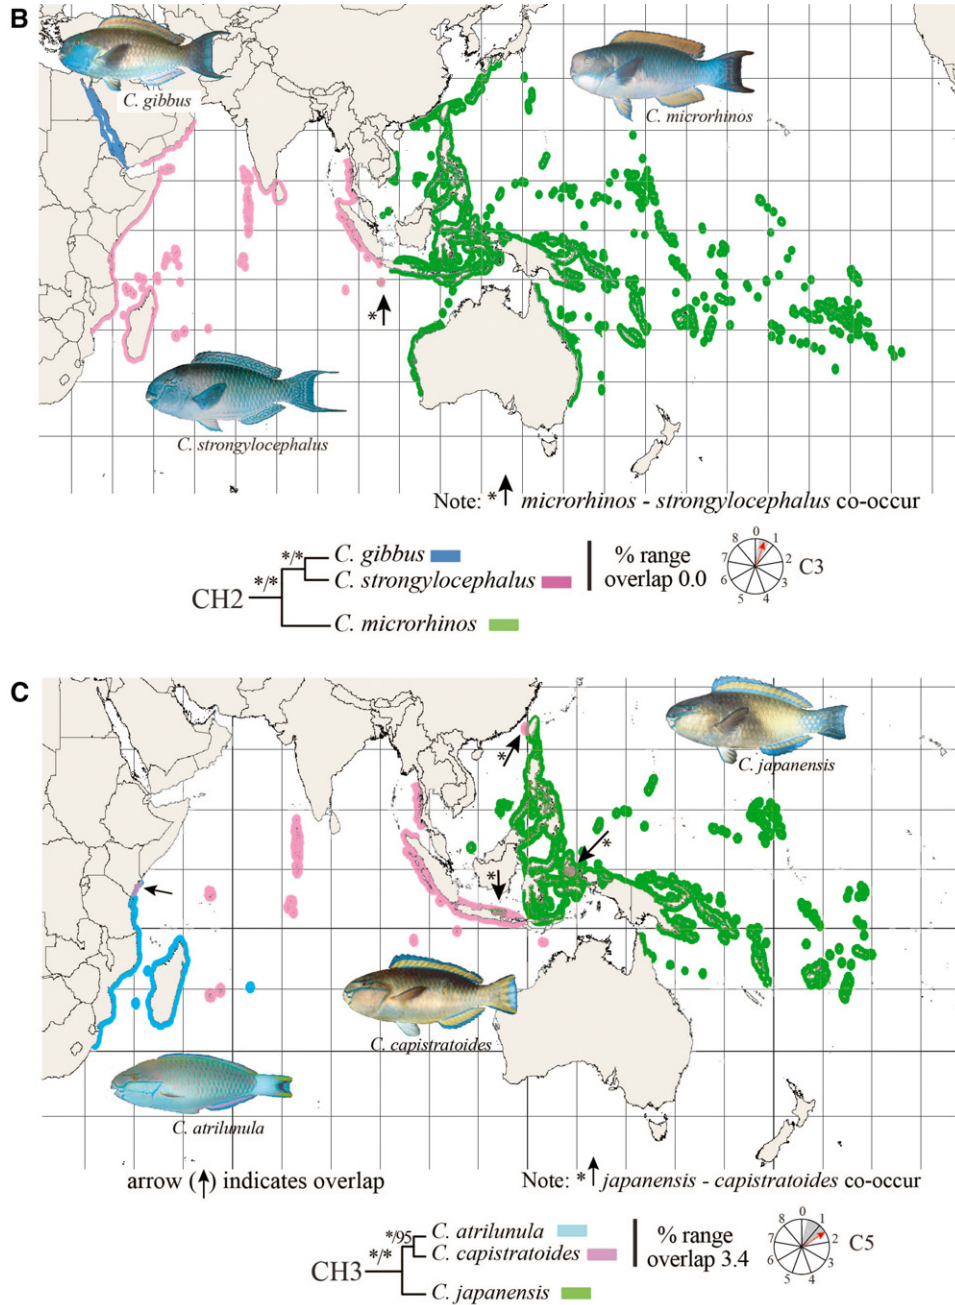 B
C. gibbus
C. microrhinos
*
C. strongylocephalus
Note: * microrhinos - strongylocephalus co-occur
*/*
*/*
CH2
C. gibbus
C. strongylocephalus
C. microrhinos
% range
overlap 0.0
0
1
2
3
4
5
6
7
8
C3
C
C. japanensis
*
*
*
C. capistratoides
C. atrilunula
arrow ( ) indicates overlap
Note: * japanensis - capistratoides co-occur
*/95
*/*
CH3
C. atrilunula
C. capistratoides
C. japanensis
% range
overlap 3.4
0
1
2
3
4
5
6
7
8
C5